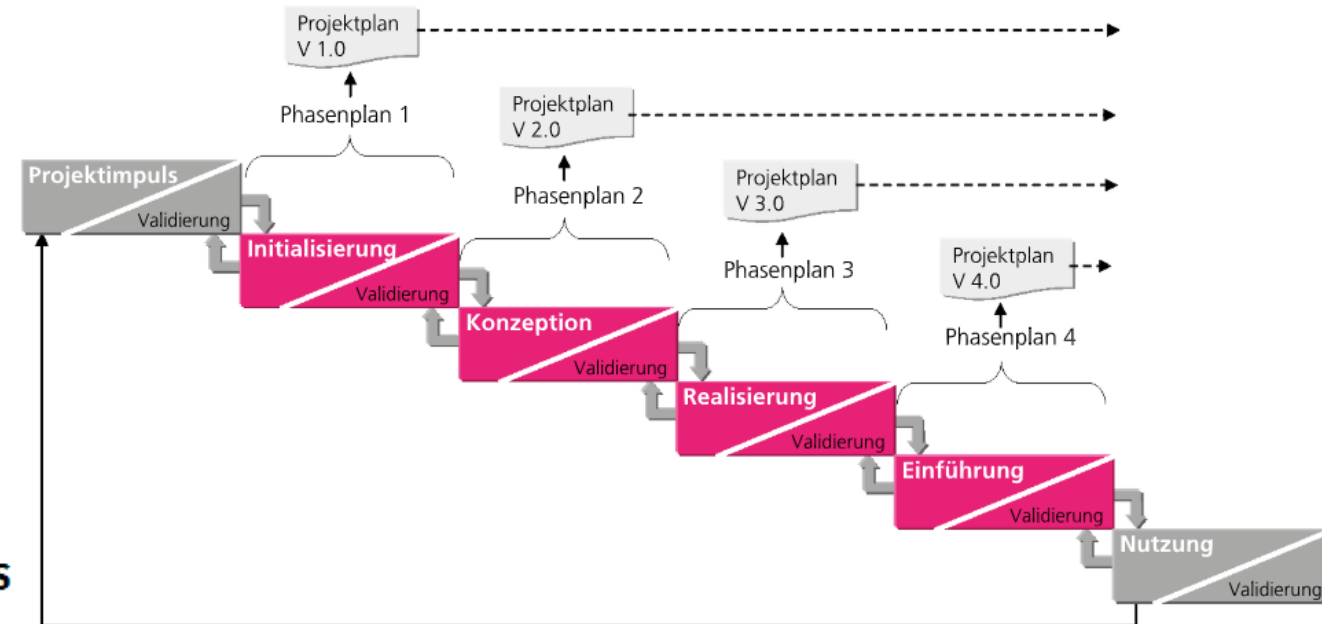 Projektplan
V 1.0
Phasenplan 1
Projektplan
V 2.0
Phasenplan 2
Projektimpuls
Validierung
Projektplan
V 3.0
Phasenplan 3
Initialisierung
Validierung
Projektplan
V 4.0
Phasenplan 4
Konzeption
Validierung
Realisierung
Validierung
Einführung
Validierung
Nutzung
Validierung
s